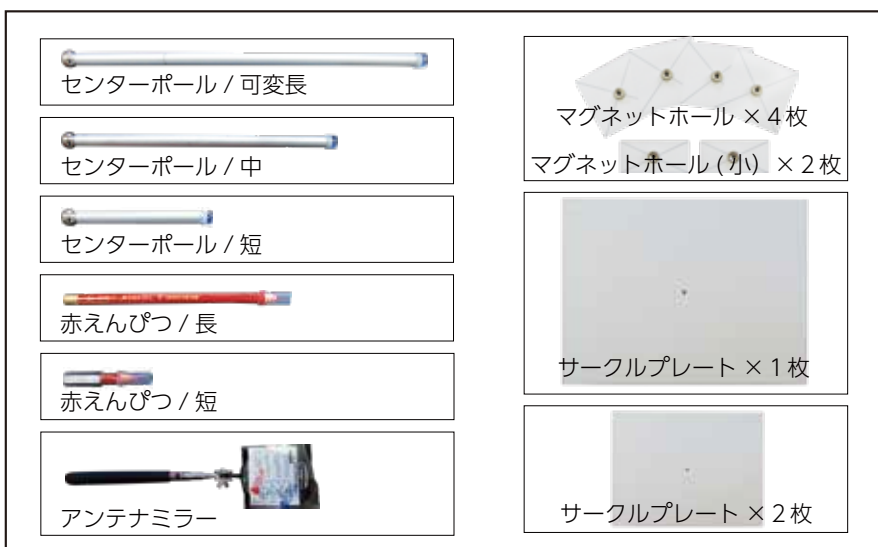 センターポール / 可変長
センターポール / 中
センターポール / 短
赤えんぴつ / 長
赤えんぴつ / 短
アンテナミラー
マグネットホール ×４枚
マグネットホール (小) ×２枚
サークルプレート ×１枚
サークルプレート ×２枚